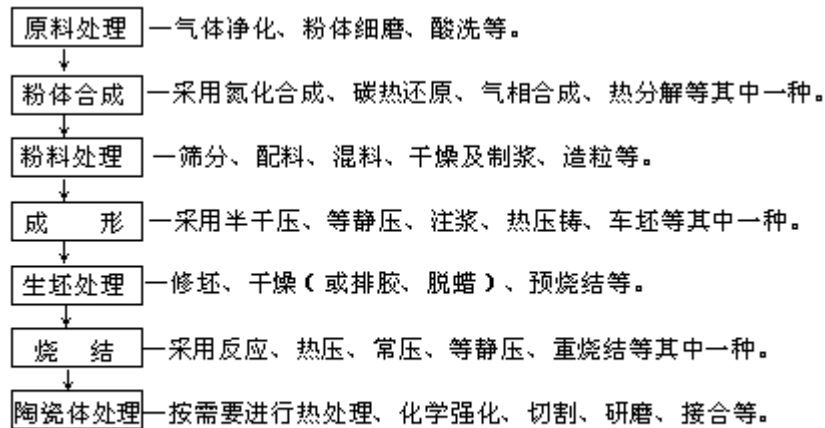 原料处理—气体净化、粉体细磨、酸洗等。
粉体合成—采用氮化合成、碳热还原、气相合成、热分解等其中一种。
粉料处理—筛分、配料、混料、干燥及制浆、造粒等。
成 形—采用半干压、等静压、注浆、热压铸、车坯等其中一种。
生坯处理—修坯、干燥(或排胶、脱蜡)、预烧结等。
烧 结—采用反应、热压、常压、等静压、重烧结等其中一种。
陶瓷体处理—按需要进行热处理、化学强化、切割、研磨、接合等。